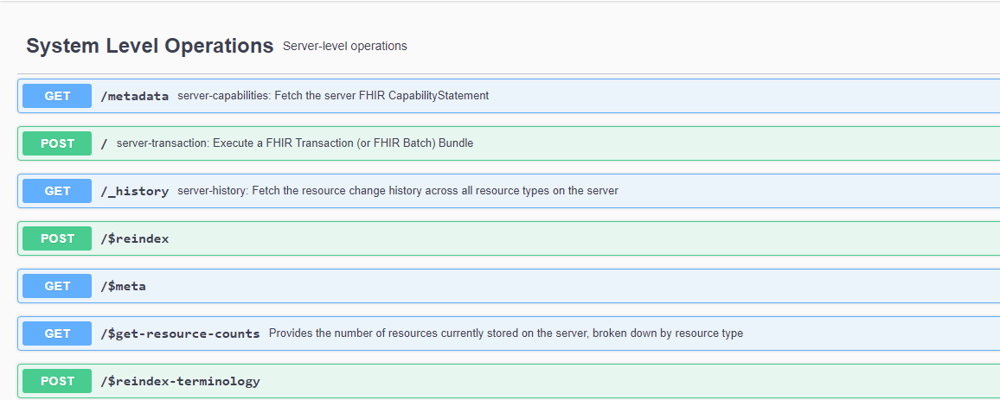 System Level Operations Server-level operations
GET /metadata server-capabilities: Fetch the server FHIR CapabilityStatement
POST / server-transaction: Execute a FHIR Transaction (or FHIR Batch) Bundle
GET /_history server-history: Fetch the resource change history across all resource types on the server
POST /$reindex
GET /$meta
GET /$get-resource-counts Provides the number of resources currently stored on the server, broken down by resource type
POST /$reindex-terminology